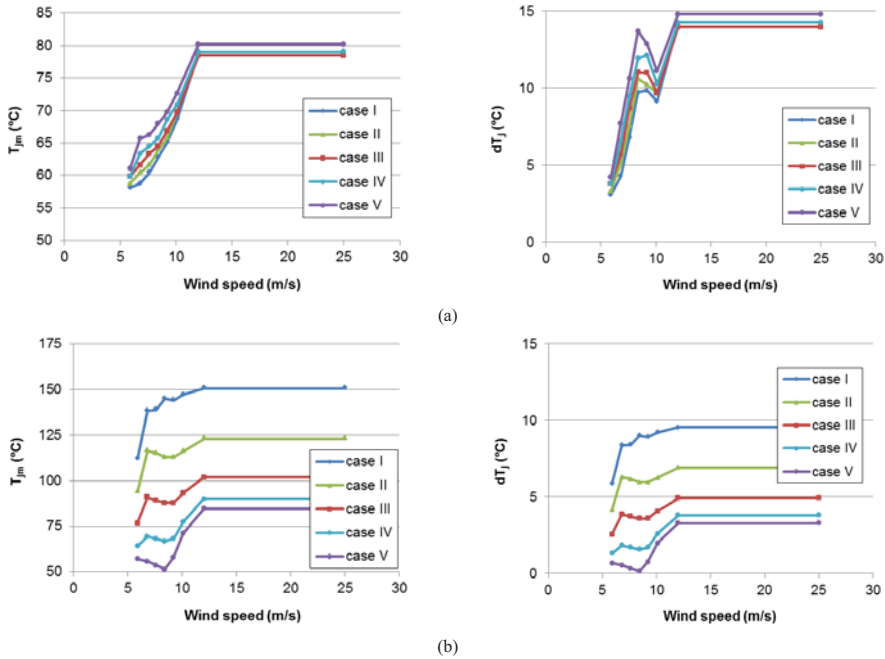 85
80
75
70
65
60
55
50
Tjm (ºC)
0 5 10 15 20 25 30
Wind speed (m/s)
case I
case II
case III
case IV
case V
15
10
5
0
dTj (ºC)
0 5 10 15 20 25 30
Wind speed (m/s)
case I
case II
case III
case IV
case V
(a)
175
150
125
100
75
50
Tjm (ºC)
0 5 10 15 20 25 30
Wind speed (m/s)
case I
case II
case III
case IV
case V
15
10
5
0
dTj (ºC)
0 5 10 15 20 25 30
Wind speed (m/s)
case I
case II
case III
case IV
case V
(b)